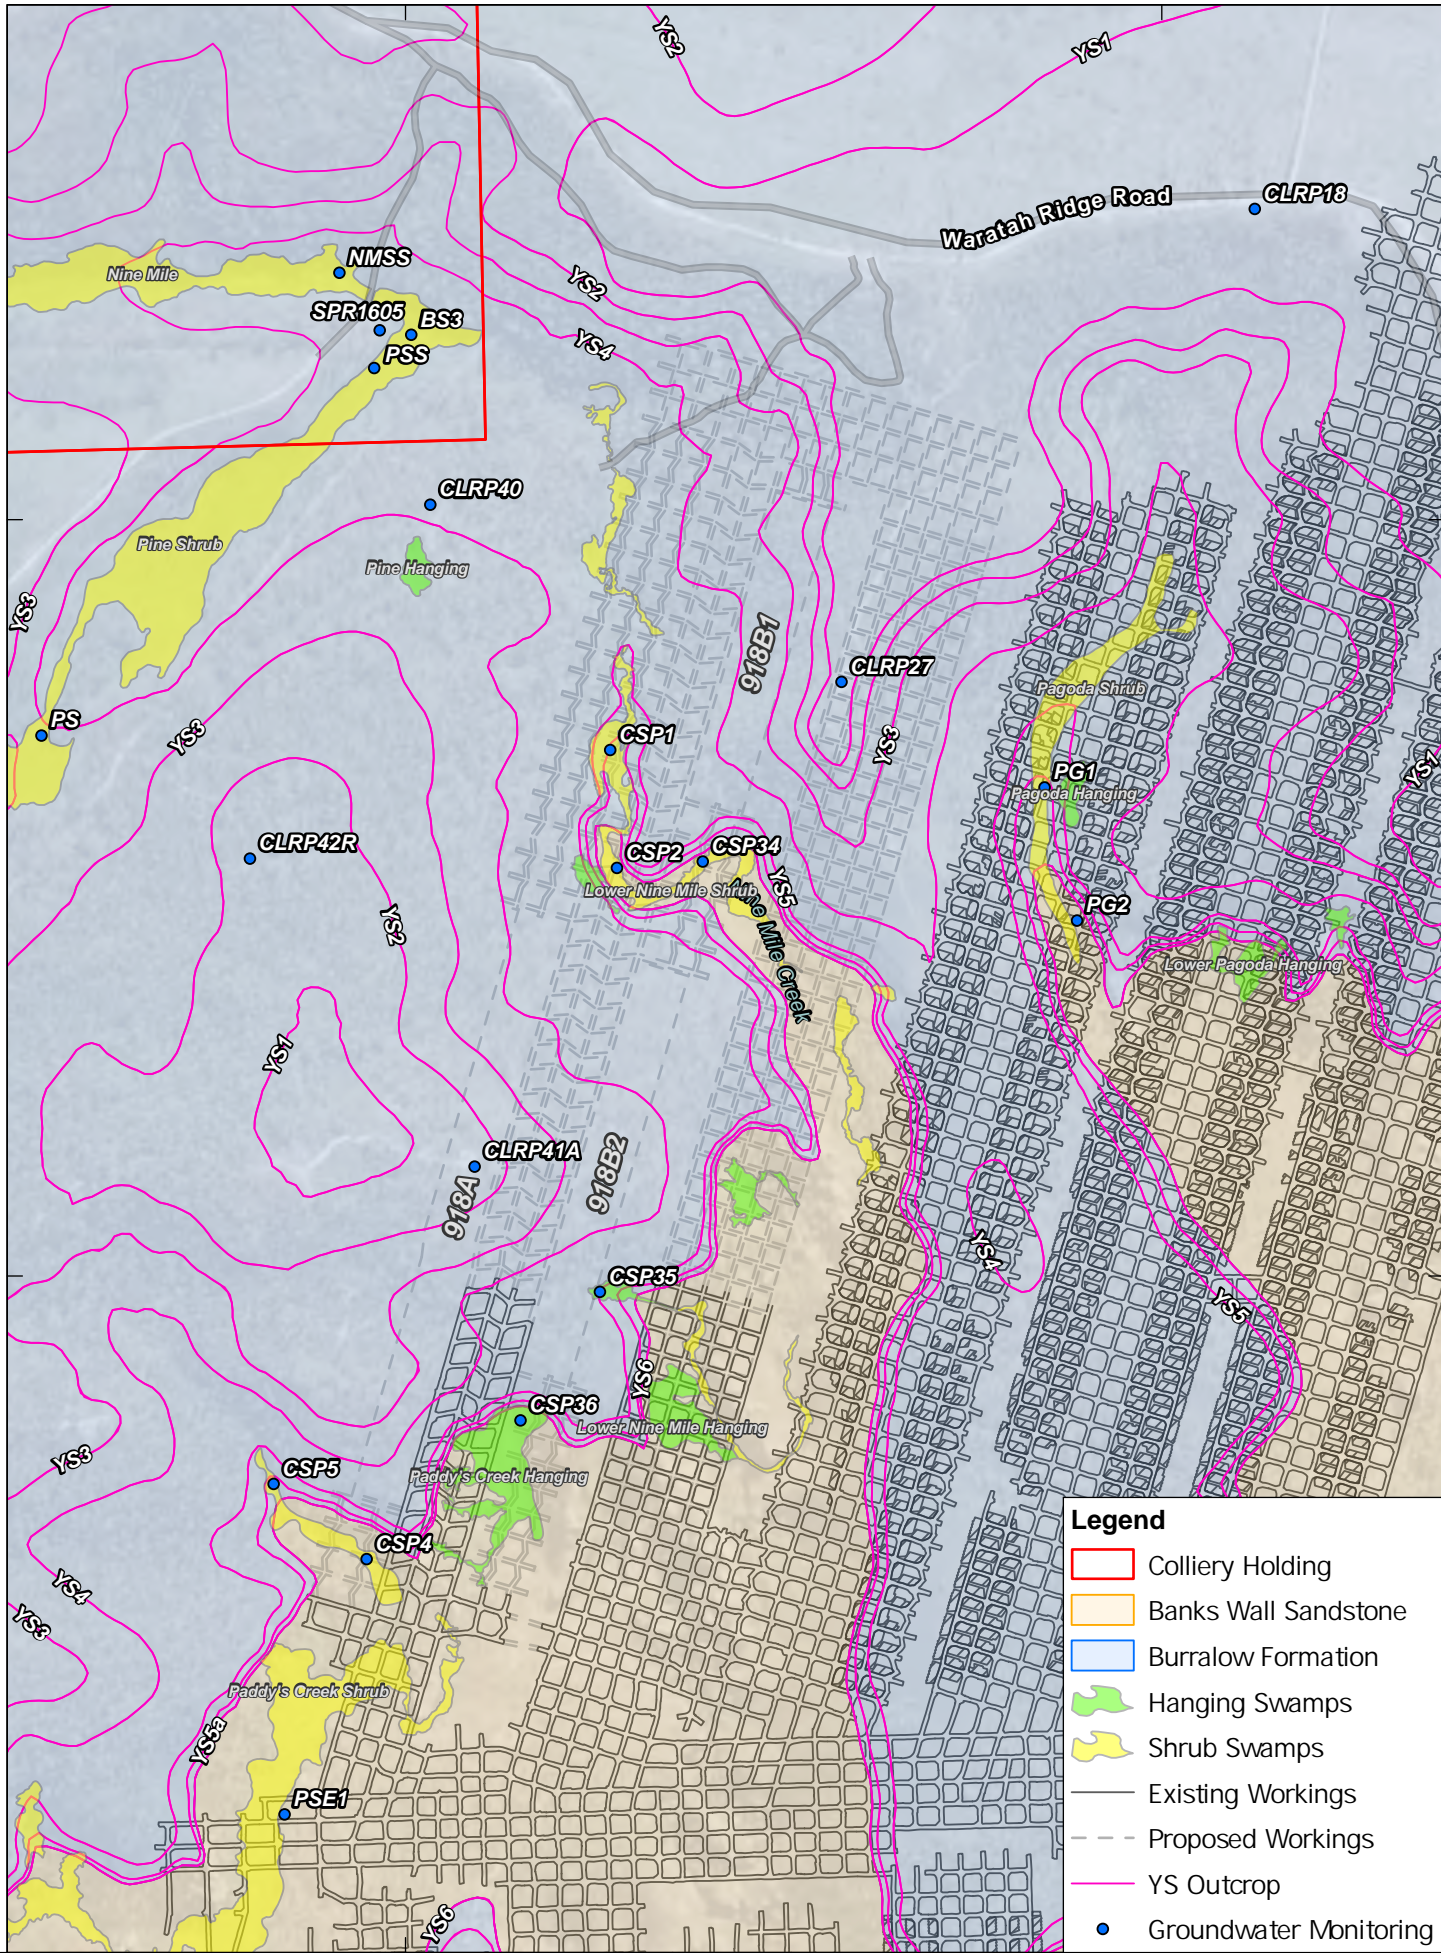 YS2
YS1
CLRP18
Waratah Ridge Road
NMSS
Nine Mile
YS2
SPR1605
BS3
YS4
PSS
CLRP40
Pine Shrub
Pine Hanging
YS3
918B1
CLRP27
Pagoda Shrub
PS
YS3
CSP1
YS3
PG1
Pagoda Hanging
YS1
CLRP42R
CSP2
CSP34
Lower Nine Mile Shrub
YS5
YS2
Nine Mile Creek
PG2
Lower Pagoda Hanging
YS1
CLRP41A
918A
918B2
YS4
CSP35
YS5
YS6
CSP36
Lower Nine Mile Hanging
YS3
CSP5
Paddy's Creek Hanging
CSP4
YS4
YS3
Paddy's Creek Shrub
YS5a
PSE1
YS6
Legend
Colliery Holding
Banks Wall Sandstone
Burralow Formation
Hanging Swamps
Shrub Swamps
Existing Workings
Proposed Workings
YS Outcrop
Groundwater Monitoring